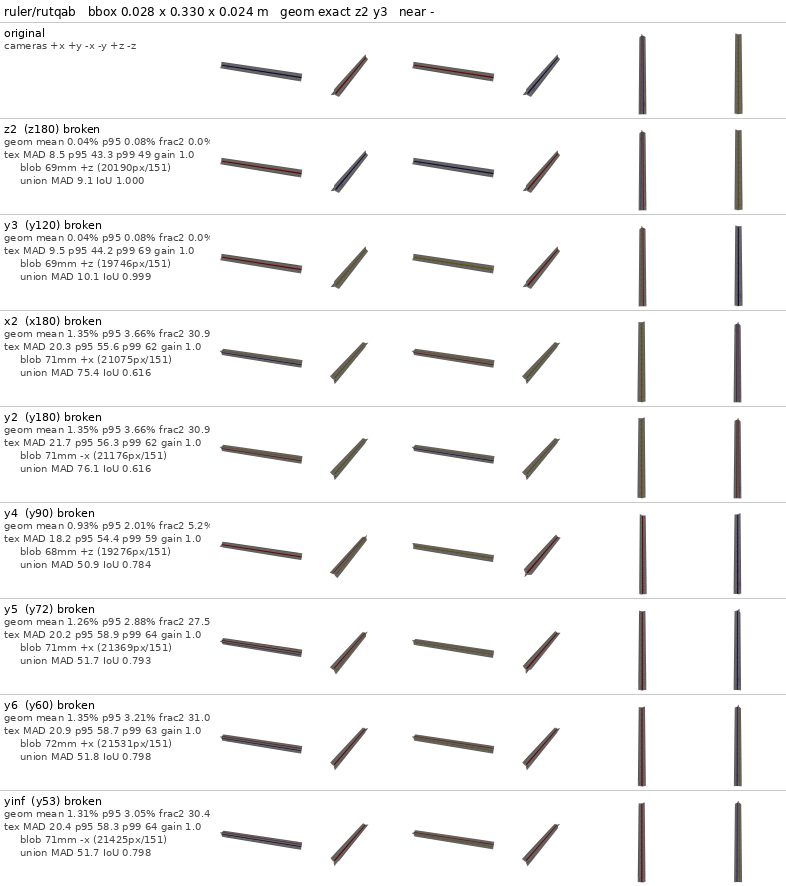 ruler/rutqab bbox 0.028 x 0.330 x 0.024 m geom exact z2 y3 near -
original
cameras +x +y -x -y +z -z
z2 (z180) broken
geom mean 0.04% p95 0.08% frac2 0.0%
tex MAD 8.5 p95 43.3 p99 49 gain 1.0
blob 69mm +z (20190px/151)
union MAD 9.1 IoU 1.000
y3 (y120) broken
geom mean 0.04% p95 0.08% frac2 0.0%
tex MAD 9.5 p95 44.2 p99 69 gain 1.0
blob 69mm +z (19746px/151)
union MAD 10.1 IoU 0.999
x2 (x180) broken
geom mean 1.35% p95 3.66% frac2 30.9
tex MAD 20.3 p95 55.6 p99 62 gain 1.0
blob 71mm +x (21075px/151)
union MAD 75.4 IoU 0.616
y2 (y180) broken
geom mean 1.35% p95 3.66% frac2 30.9
tex MAD 21.7 p95 56.3 p99 62 gain 1.0
blob 71mm -x (21176px/151)
union MAD 76.1 IoU 0.616
y4 (y90) broken
geom mean 0.93% p95 2.01% frac2 5.2%
tex MAD 18.2 p95 54.4 p99 59 gain 1.0
blob 68mm +z (19276px/151)
union MAD 50.9 IoU 0.784
y5 (y72) broken
geom mean 1.26% p95 2.88% frac2 27.5
tex MAD 20.2 p95 58.9 p99 64 gain 1.0
blob 71mm +x (21369px/151)
union MAD 51.7 IoU 0.793
y6 (y60) broken
geom mean 1.35% p95 3.21% frac2 31.0
tex MAD 20.9 p95 58.7 p99 63 gain 1.0
blob 72mm +x (21531px/151)
union MAD 51.8 IoU 0.798
yinf (y53) broken
geom mean 1.31% p95 3.05% frac2 30.4
tex MAD 20.4 p95 58.3 p99 64 gain 1.0
blob 71mm -x (21425px/151)
union MAD 51.7 IoU 0.798